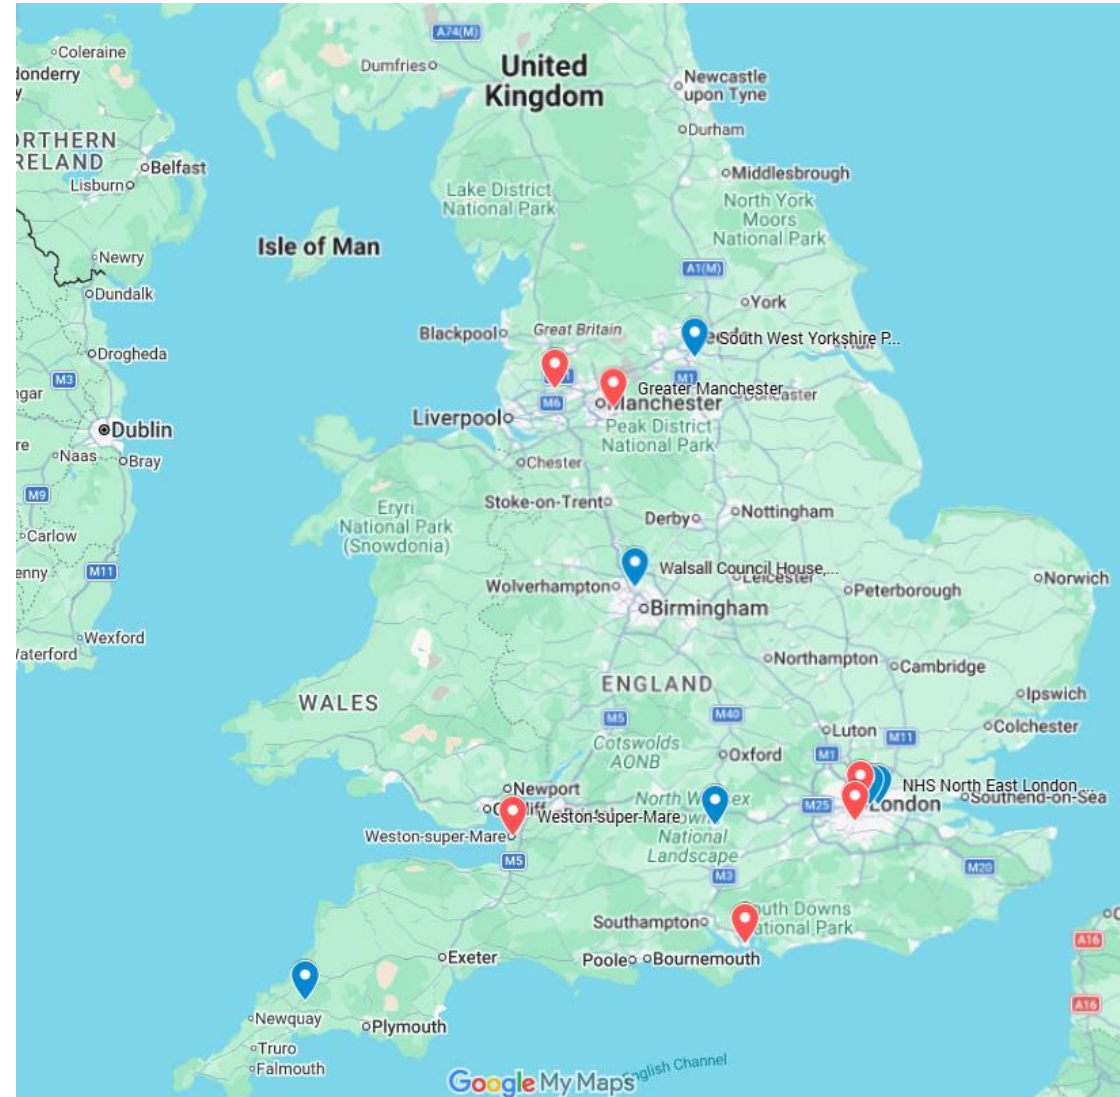 Coleraine
A74(M)
Dumfries
United
Kingdom
Newcastle
upon Tyne
Durham
Belfast
Lisburn
Middlesbrough
Lake District
National Park
North York
Moors
National Park
Isle of Man
Newry
A1(M)
Dundalk
York
Blackpool
Great Britain
South West Yorkshire P...
Drogheda
M3
M1
Greater Manchester
M6
Manchester
Doncaster
Liverpool
Peak District
National Park
Dublin
Naas
Bray
Chester
M9
Stoke-on-Trent
Nottingham
Derby
Eryri
National Park
(Snowdonia)
Carlow
M11
Walsall Council House,...
Leicester
Wolverhampton
Norwich
Peterborough
Birmingham
Wexford
Northampton
Cambridge
ENGLAND
WALES
Ipswich
M5
M40
Colchester
Luton
M11
Cotswolds
AONB
Oxford
M1
NHS North East London ...
Newport
London
Southend-on-Sea
M25
Weston-super-Mare
Weston-super-Mare
National
Landscape
M5
M20
M3
Southampton
Exeter
Poole
Bournemouth
A16
A16
Newquay
Plymouth
Truro
Falmouth
English Channel
Google My Maps